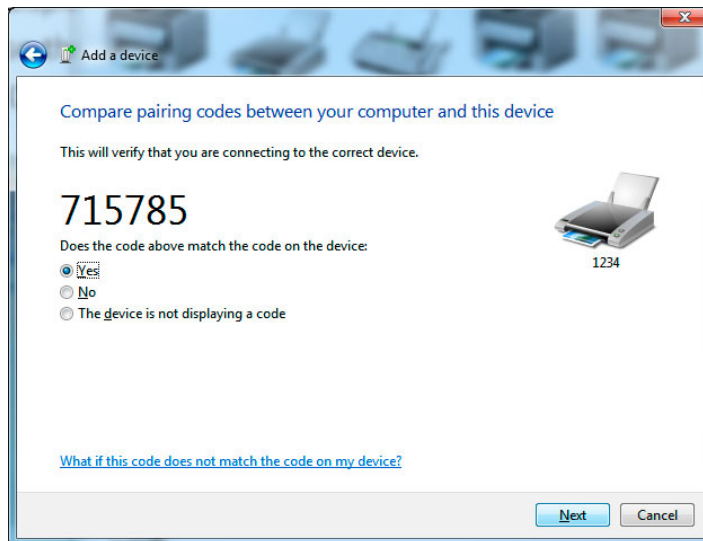 Add a device
Compare pairing codes between your computer and this device
This will verify that you are connecting to the correct device.
715785
1234
Does the code above match the code on the device:
Yes
No
The device is not displaying a code
What if this code does not match the code on my device?
Next Cancel